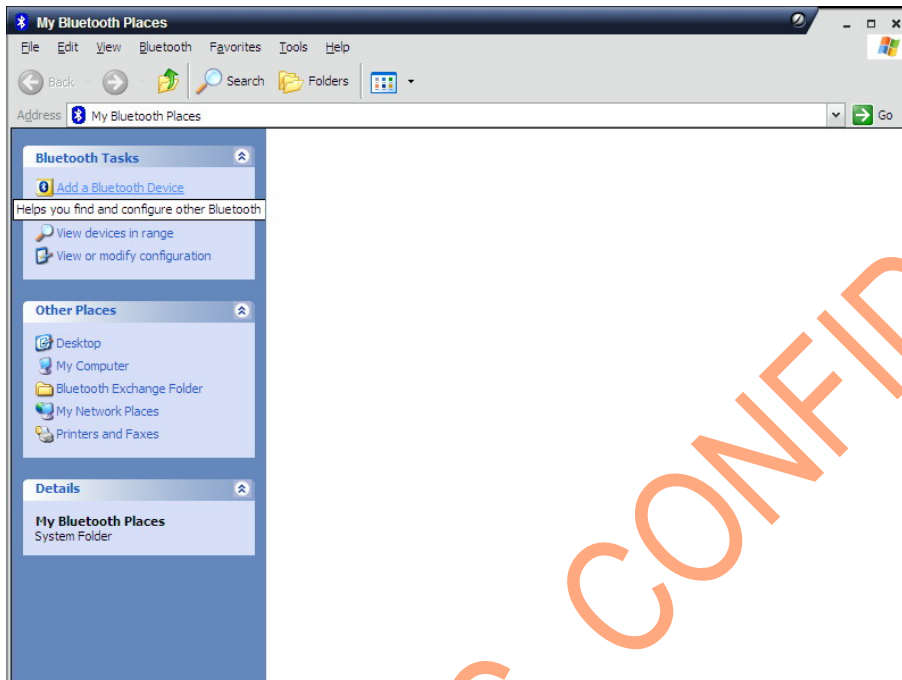 My Bluetooth Places
File Edit View Bluetooth Favorites Tools Help
Back Search Folders
Address My Bluetooth Places Go
Bluetooth Tasks
Add a Bluetooth Device
Helps you find and configure other Bluetooth
View devices in range
View or modify configuration
Other Places
Desktop
My Computer
Bluetooth Exchange Folder
My Network Places
Printers and Faxes
Details
My Bluetooth Places
System Folder